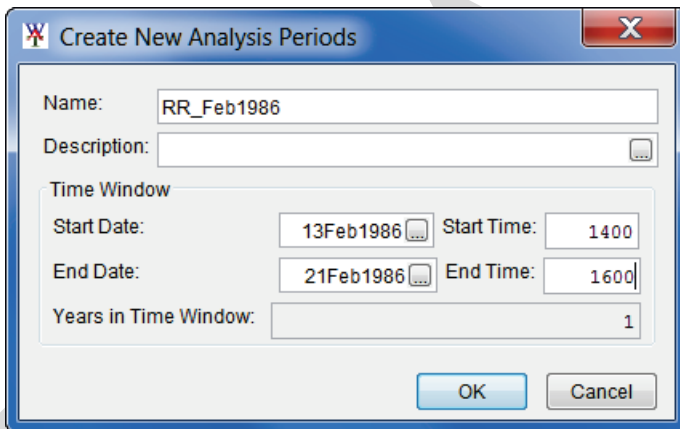 Create New Analysis Periods
Name: RR_Feb1986
Description: ...
Time Window
Start Date: 13Feb1986 ... Start Time: 1400
End Date: 21Feb1986 ... End Time: 1600
Years in Time Window: 1
OK Cancel